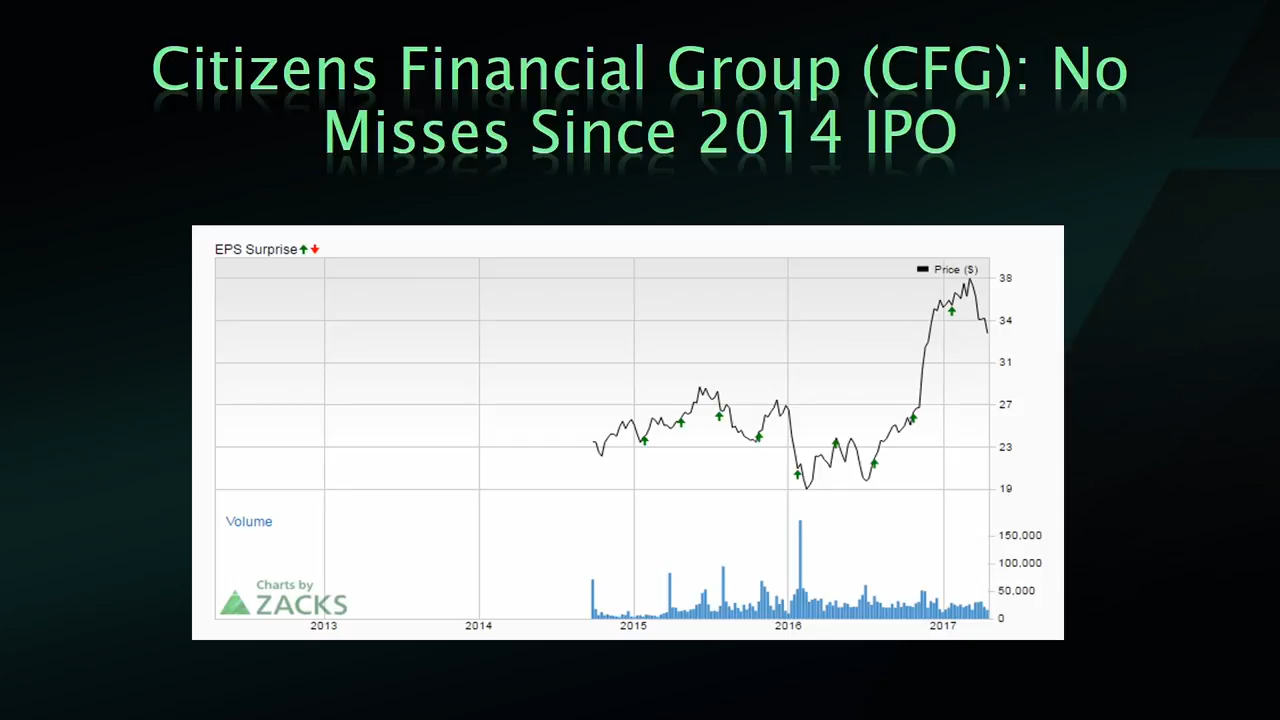 Citizens Financial Group (CFG): No
Misses Since 2014 IPO
EPS Surprise
Price ($)
38
34
31
27
23
19
Volume
150,000
100,000
50,000
0
Charts by
ZACKS
2013 2014 2015 2016 2017